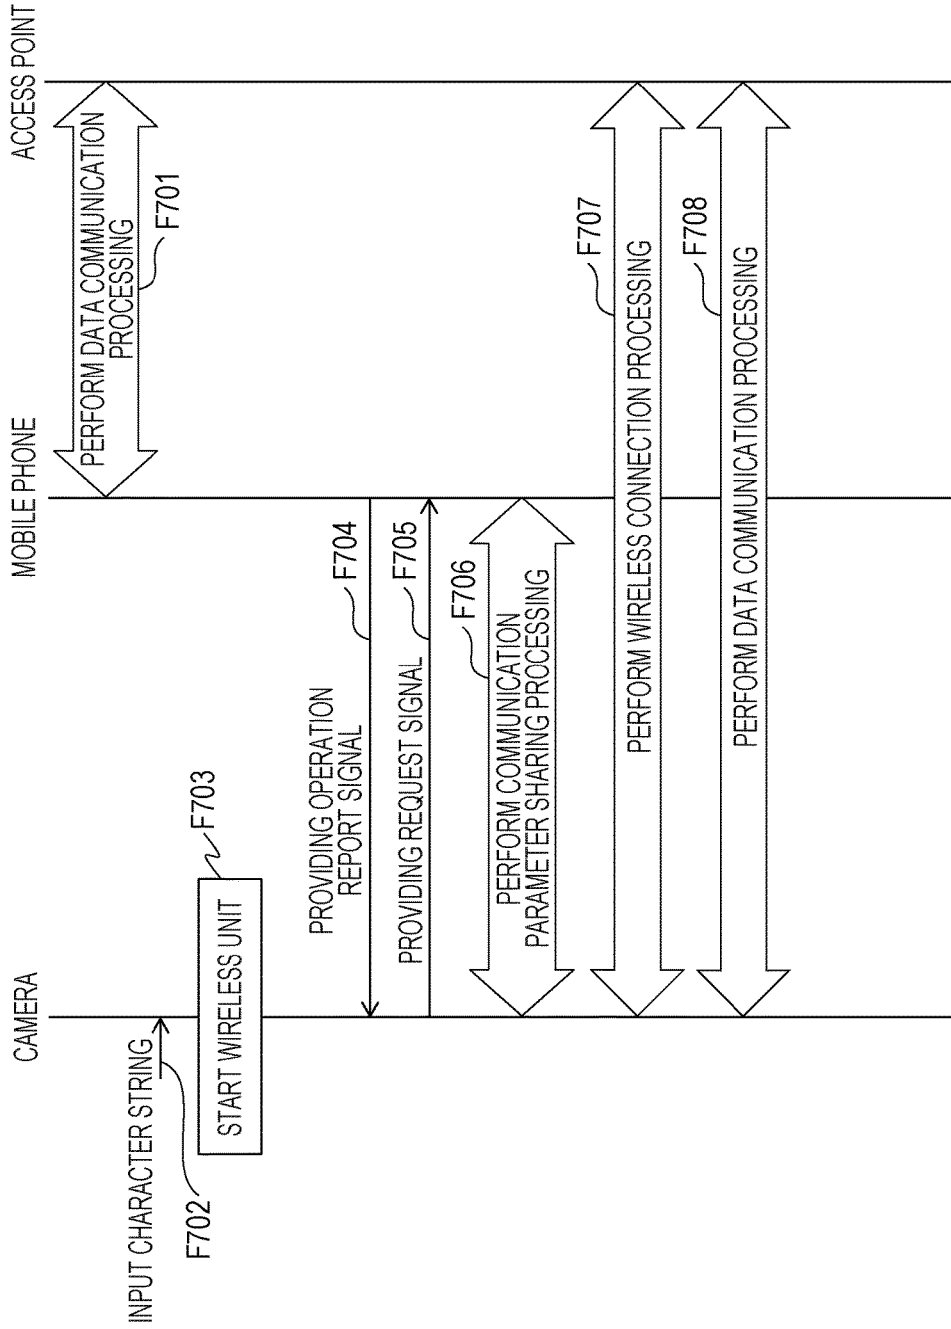 CAMERA
MOBILE PHONE
ACCESS POINT
PERFORM DATA COMMUNICATION
PROCESSING
F701
INPUT CHARACTER STRING
F702
START WIRELESS UNIT
F703
PROVIDING OPERATION
REPORT SIGNAL
F704
PROVIDING REQUEST SIGNAL
F705
PERFORM COMMUNICATION
PARAMETER SHARING PROCESSING
F706
PERFORM WIRELESS CONNECTION PROCESSING
F707
PERFORM DATA COMMUNICATION PROCESSING
F708